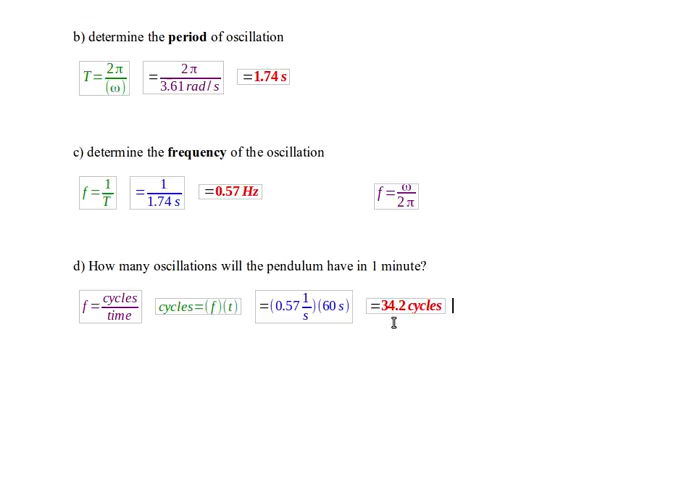 b) determine the period of oscillation
T = 2π / (ω) = 2π / 3.61 rad/s = 1.74 s
c) determine the frequency of the oscillation
f = 1 / T = 1 / 1.74 s = 0.57 Hz f = ω / 2π
d) How many oscillations will the pendulum have in 1 minute?
f = cycles / time cycles = (f)(t) = (0.57 1/s)(60 s) = 34.2 cycles